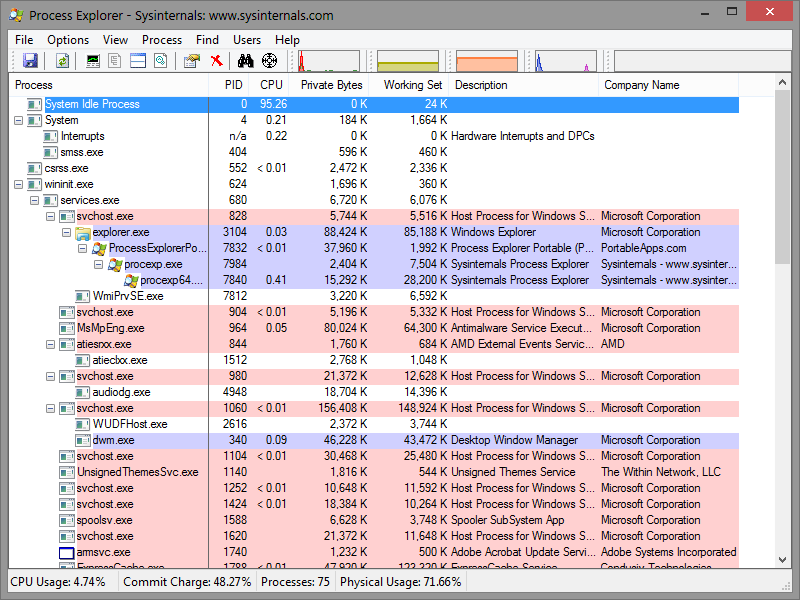 Process Explorer - Sysinternals: www.sysinternals.com
File Options View Process Find Users Help
Process PID CPU Private Bytes Working Set Description Company Name
System Idle Process 0 95.26 0 K 24 K
System 4 0.21 184 K 1,664 K
Interrupts n/a 0.22 0 K 0 K Hardware Interrupts and DPCs
smss.exe 404 596 K 460 K
csrss.exe 552 < 0.01 2,472 K 2,336 K
wininit.exe 624 1,696 K 360 K
services.exe 680 6,720 K 6,076 K
svchost.exe 828 5,744 K 5,516 K Host Process for Windows S... Microsoft Corporation
explorer.exe 3104 0.03 88,424 K 85,188 K Windows Explorer Microsoft Corporation
ProcessExplorerPo... 7832 < 0.01 37,960 K 1,992 K Process Explorer Portable (P... PortableApps.com
procexp.exe 7984 2,404 K 7,504 K Sysinternals Process Explorer Sysinternals - www.sysinter...
procexp64.... 7840 0.41 15,292 K 28,200 K Sysinternals Process Explorer Sysinternals - www.sysinter...
WmiPrvSE.exe 7812 3,220 K 6,592 K
svchost.exe 904 < 0.01 5,196 K 5,332 K Host Process for Windows S... Microsoft Corporation
MsMpEng.exe 964 0.05 80,024 K 64,300 K Antimalware Service Execut... Microsoft Corporation
atiesrxx.exe 844 1,760 K 684 K AMD External Events Servic... AMD
atieclxx.exe 1512 2,768 K 1,048 K
svchost.exe 980 21,372 K 12,628 K Host Process for Windows S... Microsoft Corporation
audiodg.exe 4948 18,704 K 14,396 K
svchost.exe 1060 < 0.01 156,408 K 148,924 K Host Process for Windows S... Microsoft Corporation
WUDFHost.exe 2616 2,372 K 3,744 K
dwm.exe 340 0.09 46,228 K 43,472 K Desktop Window Manager Microsoft Corporation
svchost.exe 1104 < 0.01 30,468 K 25,480 K Host Process for Windows S... Microsoft Corporation
UnsignedThemesSvc.exe 1140 1,816 K 544 K Unsigned Themes Service The Within Network, LLC
svchost.exe 1252 < 0.01 10,648 K 11,592 K Host Process for Windows S... Microsoft Corporation
svchost.exe 1424 < 0.01 18,384 K 10,264 K Host Process for Windows S... Microsoft Corporation
spoolsv.exe 1588 6,628 K 3,748 K Spooler SubSystem App Microsoft Corporation
svchost.exe 1620 21,372 K 11,648 K Host Process for Windows S... Microsoft Corporation
armsvc.exe 1740 1,232 K 500 K Adobe Acrobat Update Servi... Adobe Systems Incorporated
ExpressCache.exe 1788 < 0.01 47,920 K 123,320 K ExpressCache Service Condusiv Technologies
CPU Usage: 4.74% Commit Charge: 48.27% Processes: 75 Physical Usage: 71.66%